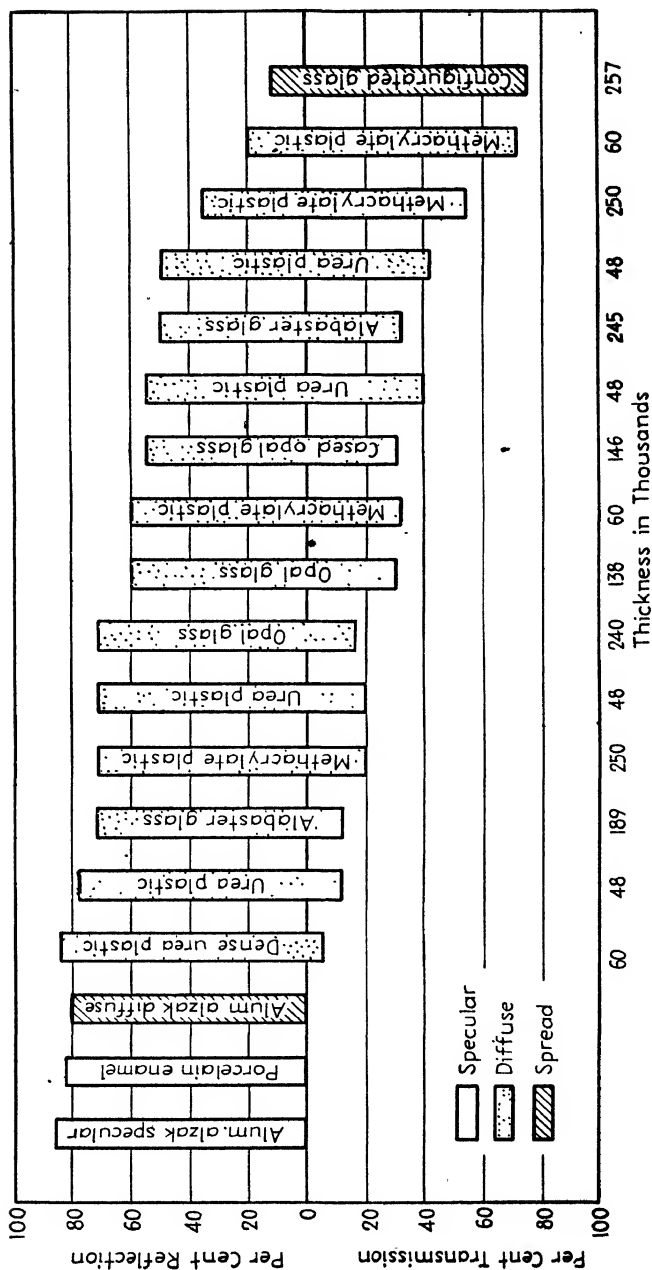 Per Cent Reflection
Per Cent Transmission
100
80
60
40
20
0
20
40
60
80
100
Alum. alzak specular
Porcelain enamel
Alum alzak diffuse
Dense urea plastic
Urea plastic
Alabaster glass
Methacrylate plastic
Urea plastic
Opal glass
Opal glass
Methacrylate plastic
Cased opal glass
Urea plastic
Alabaster glass
Urea plastic
Methacrylate plastic
Methacrylate plastic
Configurated glass
Specular
Diffuse
Spread
60 48 189 250 46 240 138 60 146 48 245 48 250 60 257
Thickness in Thousands